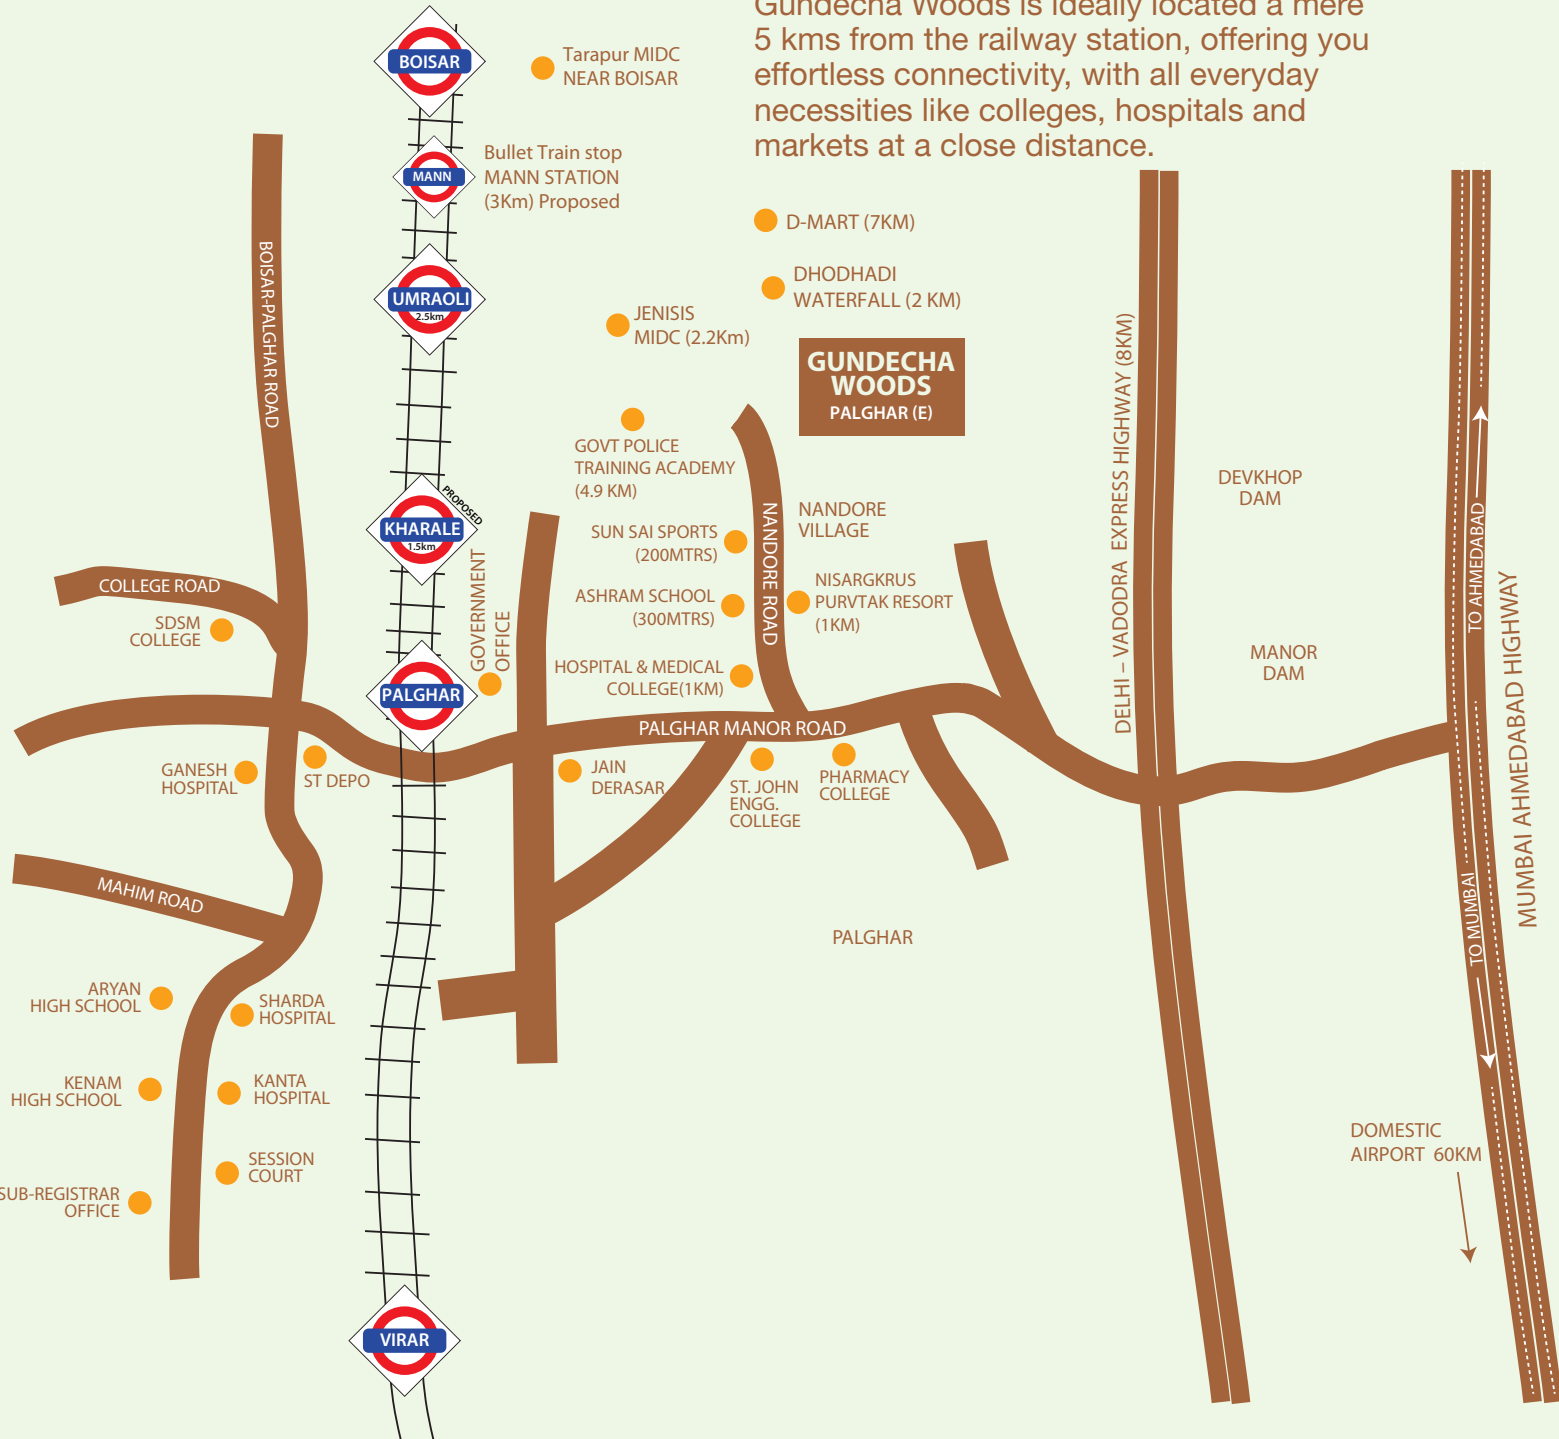 Gundecha Woods is ideally located a mere
5 kms from the railway station, offering you
effortless connectivity, with all everyday
necessities like colleges, hospitals and
markets at a close distance.
BOISAR
Tarapur MIDC
NEAR BOISAR
MANN
Bullet Train stop
MANN STATION
(3Km) Proposed
D-MART (7KM)
UMRAOLI
2.5km
DHODHADI
WATERFALL (2 KM)
JENISIS
MIDC (2.2Km)
BOISAR-PALGHAR ROAD
GUNDECHA
WOODS
PALGHAR (E)
GOVT POLICE
TRAINING ACADEMY
(4.9 KM)
DELHI – VADODRA EXPRESS HIGHWAY (8KM)
DEVKHOP
DAM
KHARALE
1.5km
PROPOSED
NANDORE
VILLAGE
SUN SAI SPORTS
(200MTRS)
NANDORE ROAD
TO AHMEDABAD
COLLEGE ROAD
GOVERNMENT
OFFICE
ASHRAM SCHOOL
(300MTRS)
NISARGKRUS
PURVTAK RESORT
(1KM)
SDSM
COLLEGE
MANOR
DAM
MUMBAI AHMEDABAD HIGHWAY
PALGHAR
HOSPITAL & MEDICAL
COLLEGE(1KM)
PALGHAR MANOR ROAD
GANESH
HOSPITAL
ST DEPO
JAIN
DERASAR
ST. JOHN
ENGG.
COLLEGE
PHARMACY
COLLEGE
MAHIM ROAD
TO MUMBAI
PALGHAR
ARYAN
HIGH SCHOOL
SHARDA
HOSPITAL
KENAM
HIGH SCHOOL
KANTA
HOSPITAL
SESSION
COURT
SUB-REGISTRAR
OFFICE
DOMESTIC
AIRPORT 60KM
VIRAR